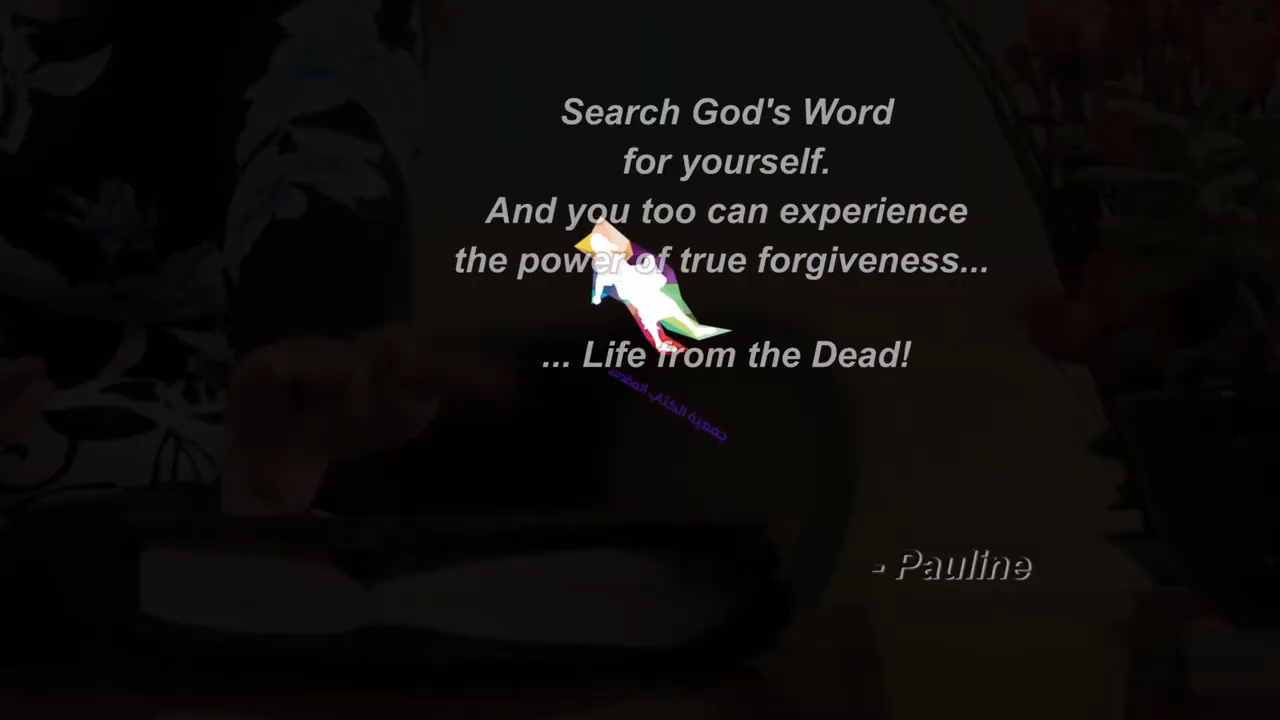 Search God's Word
for yourself.
And you too can experience
the power of true forgiveness...
... Life from the Dead!
جمعية الكتاب المقدس
- Pauline